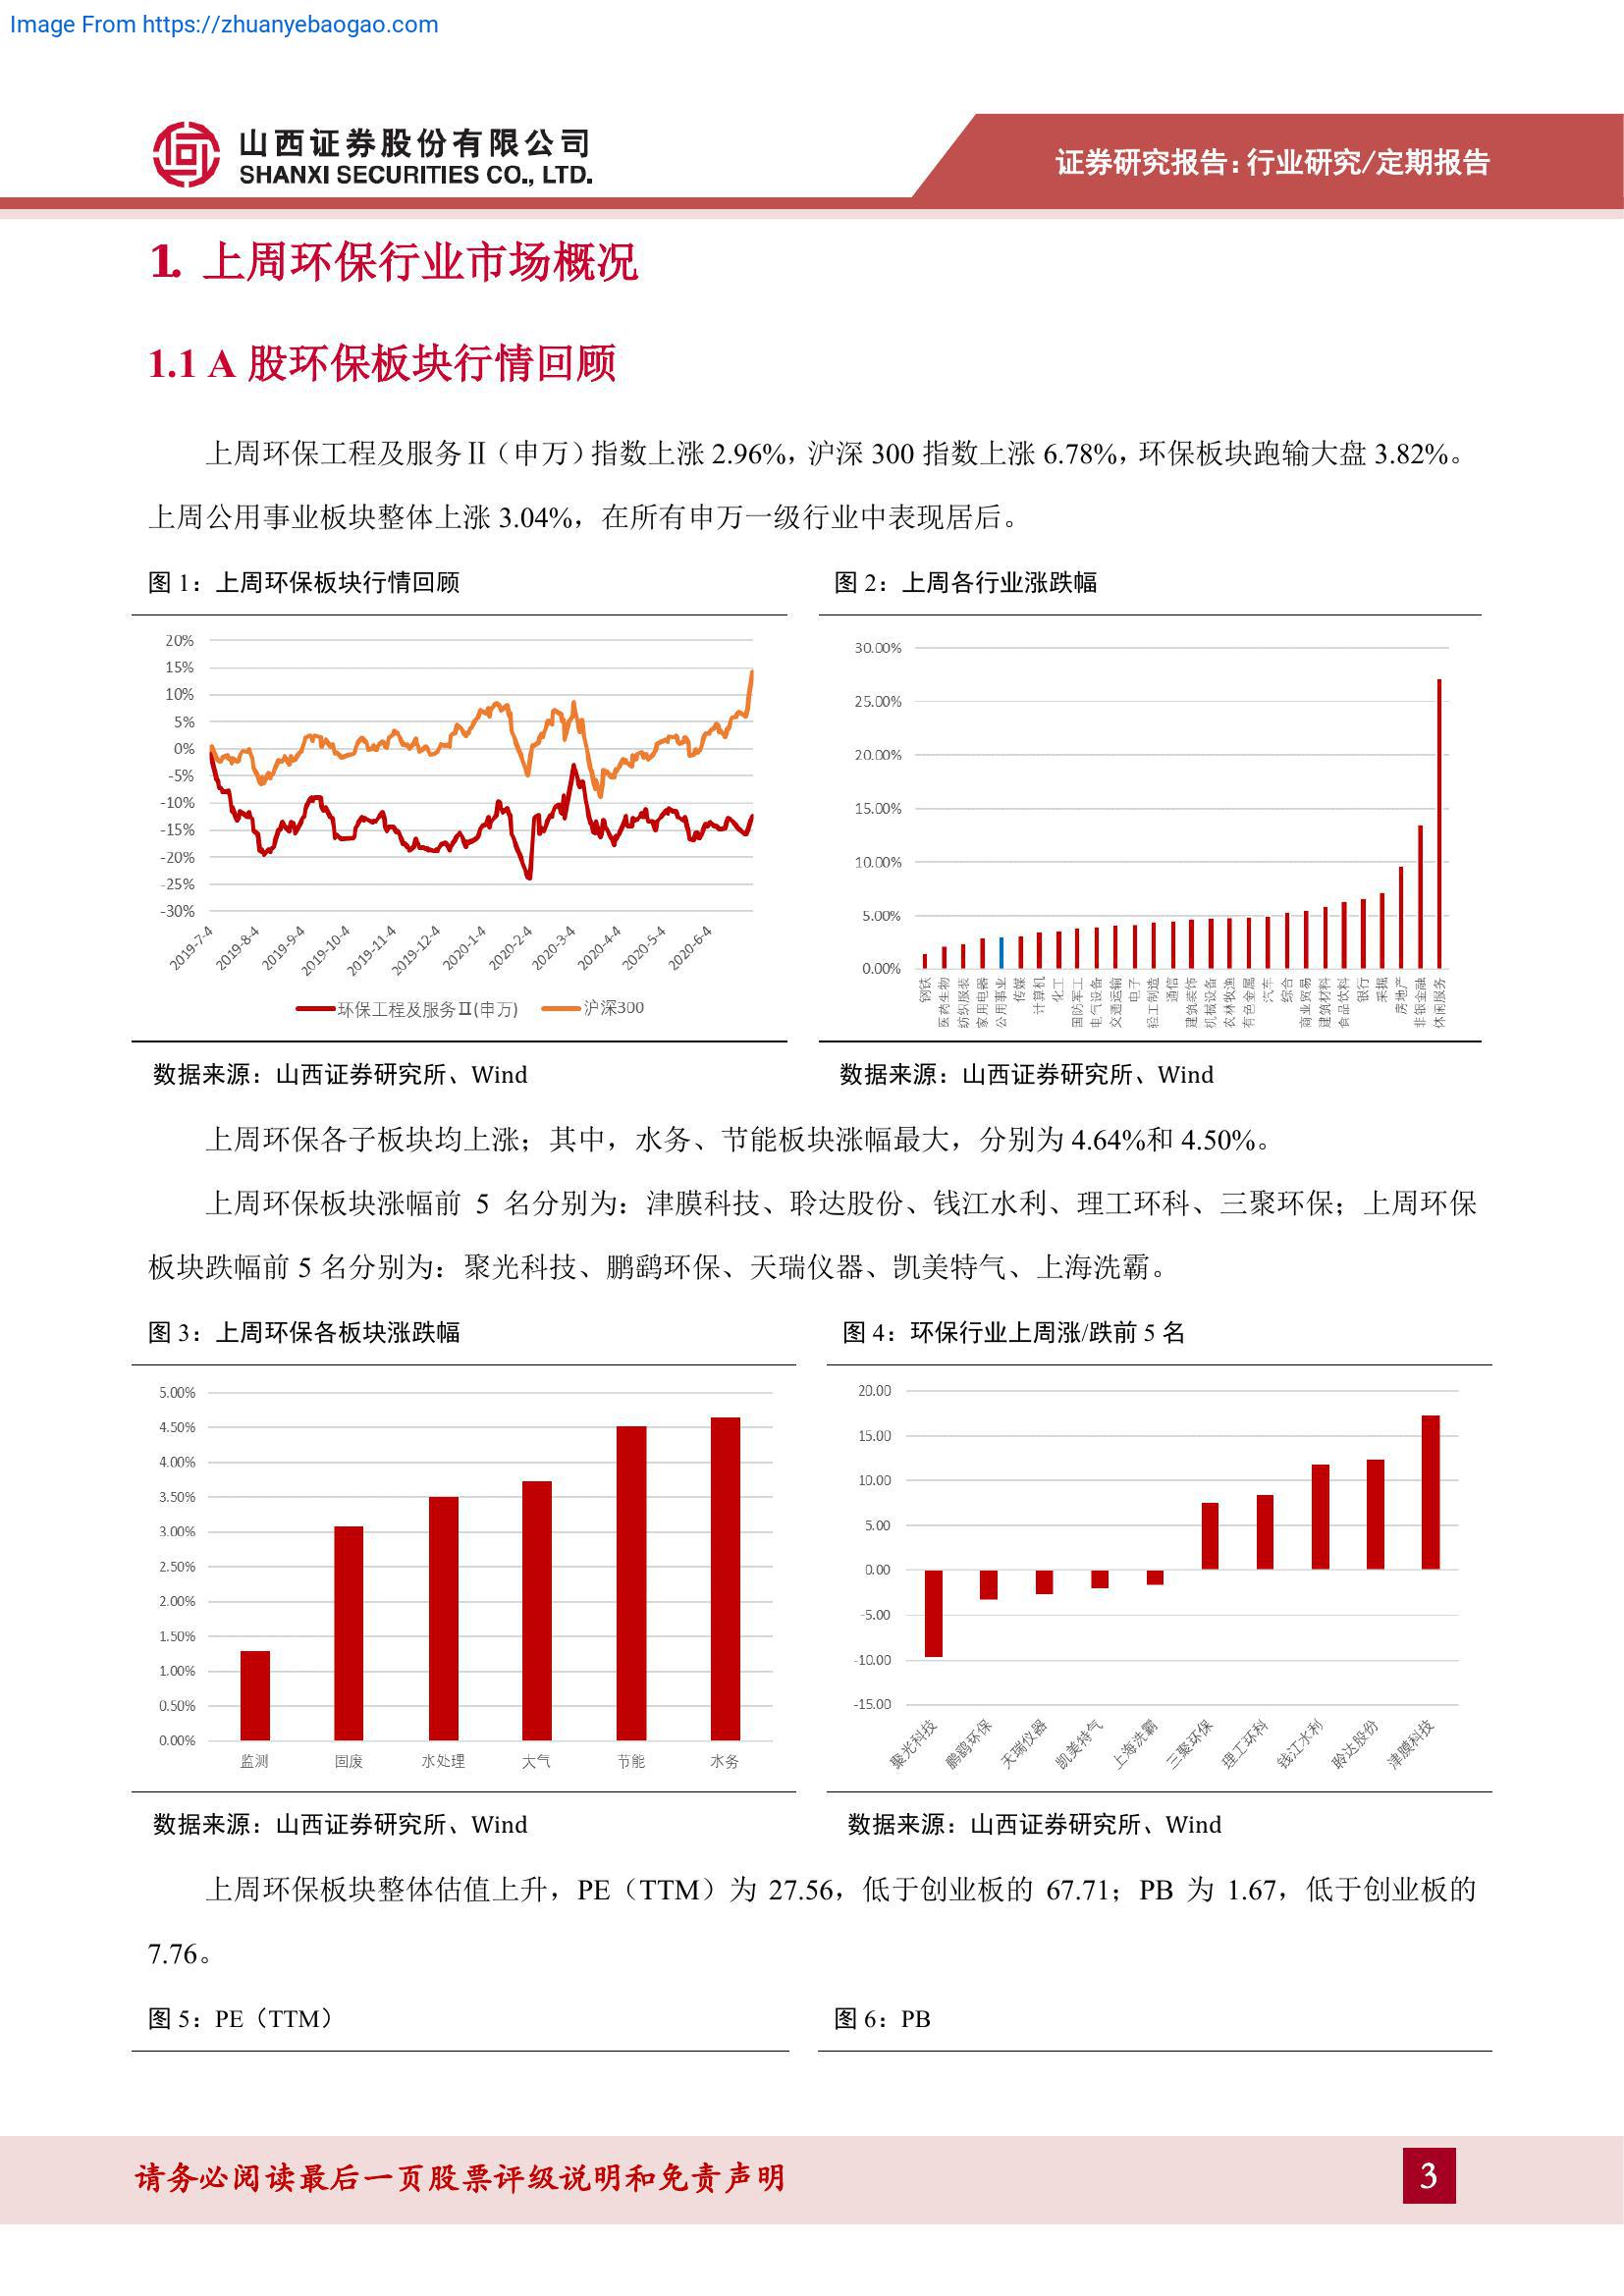 Image From https://zhuanyebaogao.com
山西证券股份有限公司
SHANXI SECURITIES CO., LTD.
证券研究报告：行业研究/定期报告
1. 上周环保行业市场概况
1.1 A 股环保板块行情回顾
上周环保工程及服务Ⅱ（申万）指数上涨 2.96%，沪深 300 指数上涨 6.78%，环保板块跑输大盘 3.82%。
上周公用事业板块整体上涨 3.04%，在所有申万一级行业中表现居后。
图 1：上周环保板块行情回顾
20%
15%
10%
5%
0%
-5%
-10%
-15%
-20%
-25%
-30%
2019-7-4
2019-8-4
2019-9-4
2019-10-4
2019-11-4
2019-12-4
2020-1-4
2020-2-4
2020-3-4
2020-4-4
2020-5-4
2020-6-4
环保工程及服务Ⅱ(申万)
沪深300
数据来源：山西证券研究所、Wind
图 2：上周各行业涨跌幅
30.00%
25.00%
20.00%
15.00%
10.00%
5.00%
0.00%
钢铁
医药生物
纺织服装
家用电器
公用事业
传媒
计算机
化工
国防军工
电气设备
交通运输
电子
轻工制造
通信
建筑装饰
机械设备
农林牧渔
有色金属
汽车
综合
商业贸易
建筑材料
食品饮料
银行
采掘
房地产
非银金融
休闲服务
数据来源：山西证券研究所、Wind
上周环保各子板块均上涨；其中，水务、节能板块涨幅最大，分别为 4.64%和 4.50%。
上周环保板块涨幅前 5 名分别为：津膜科技、聆达股份、钱江水利、理工环科、三聚环保；上周环保
板块跌幅前 5 名分别为：聚光科技、鹏鹞环保、天瑞仪器、凯美特气、上海洗霸。
图 3：上周环保各板块涨跌幅
5.00%
4.50%
4.00%
3.50%
3.00%
2.50%
2.00%
1.50%
1.00%
0.50%
0.00%
监测
固废
水处理
大气
节能
水务
数据来源：山西证券研究所、Wind
图 4：环保行业上周涨/跌前 5 名
20.00
15.00
10.00
5.00
0.00
-5.00
-10.00
-15.00
聚光科技
鹏鹞环保
天瑞仪器
凯美特气
上海洗霸
三聚环保
理工环科
钱江水利
聆达股份
津膜科技
数据来源：山西证券研究所、Wind
上周环保板块整体估值上升，PE（TTM）为 27.56，低于创业板的 67.71；PB 为 1.67，低于创业板的
7.76。
图 5：PE（TTM）
图 6：PB
请务必阅读最后一页股票评级说明和免责声明
3